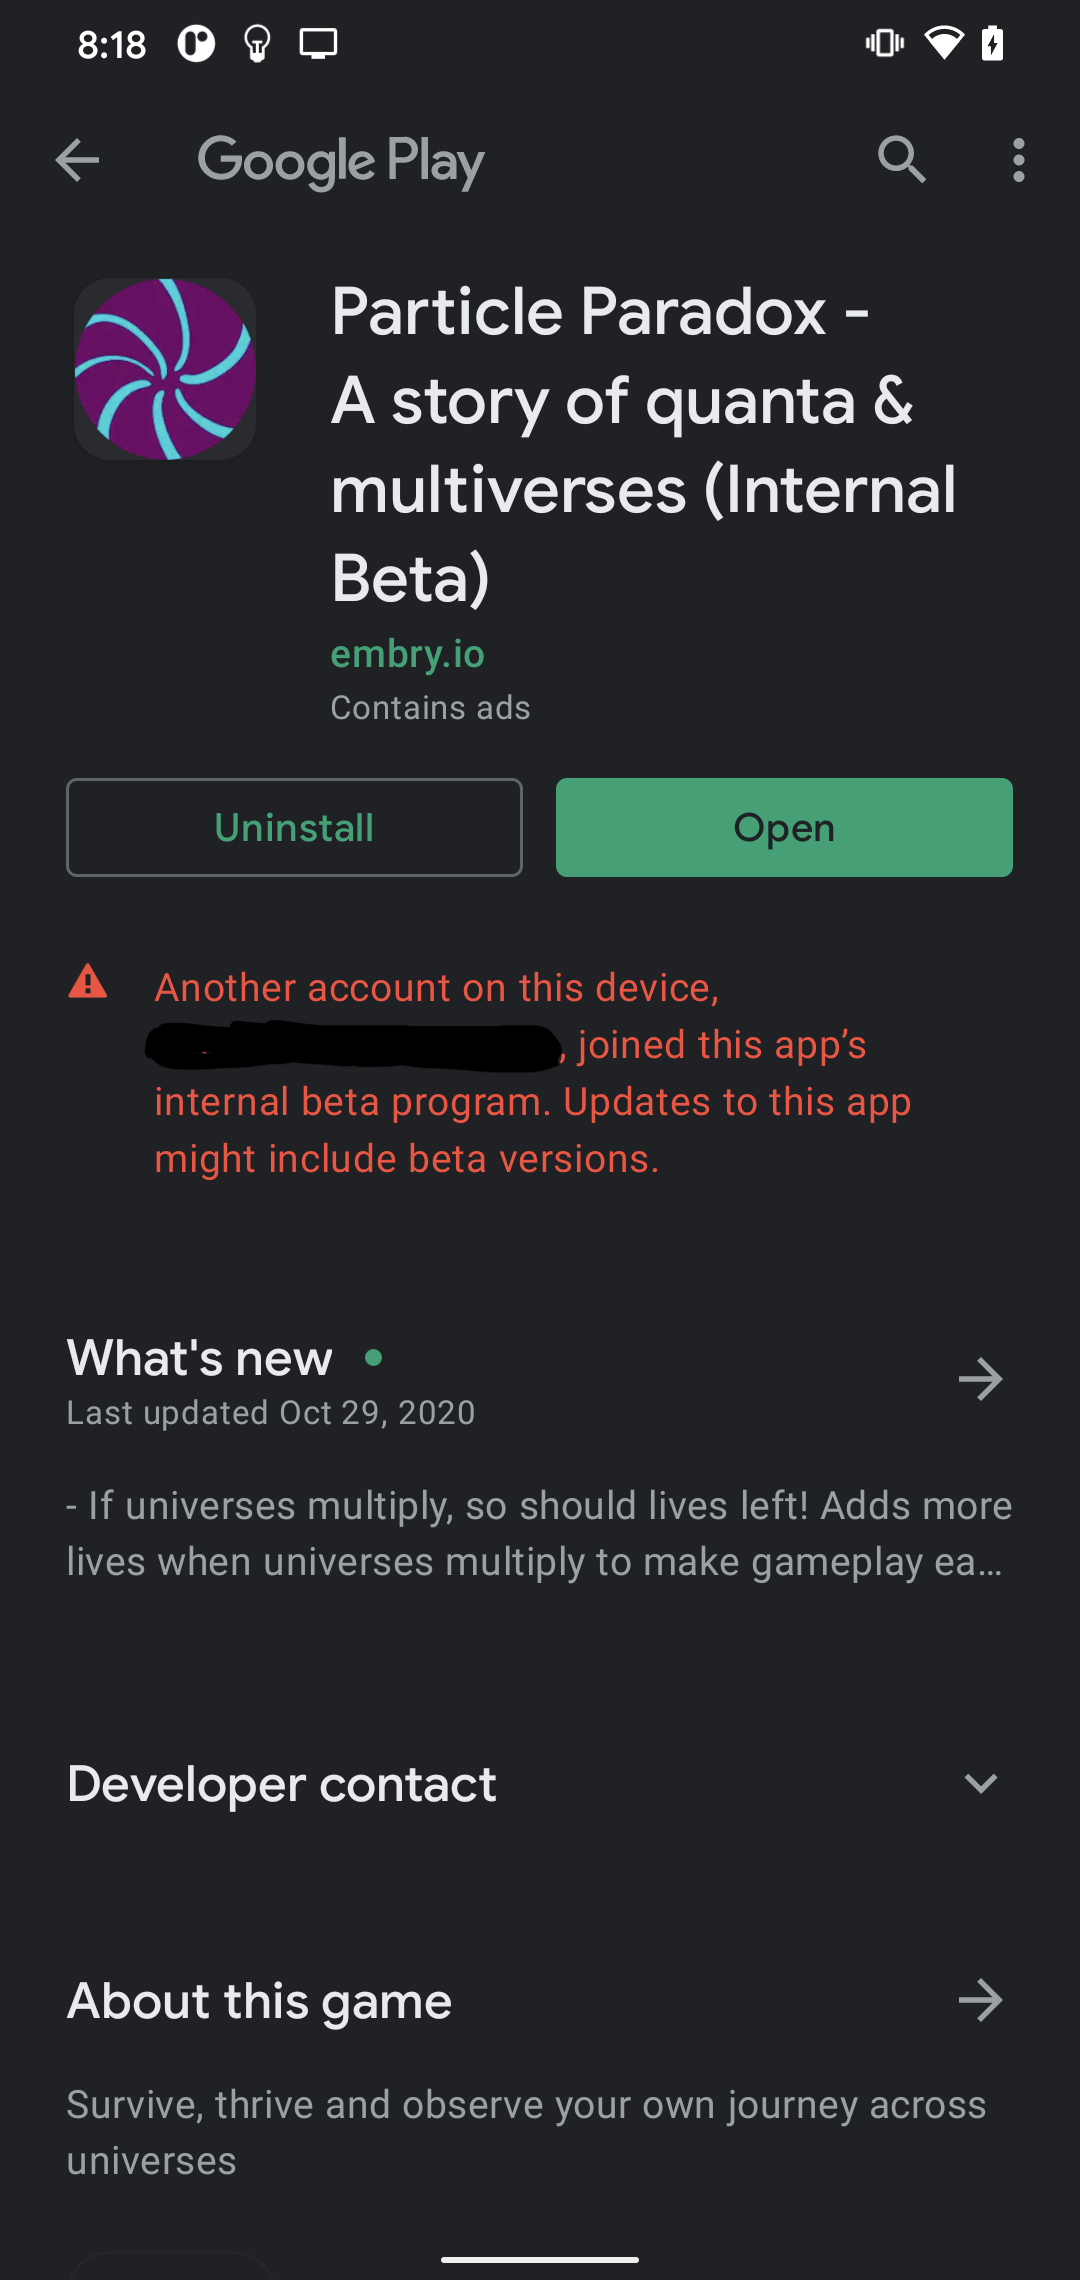 8:18
Google Play
Particle Paradox -
A story of quanta &
multiverses (Internal
Beta)
embry.io
Contains ads
Uninstall
Open
Another account on this device,
, joined this app’s
internal beta program. Updates to this app
might include beta versions.
What's new
Last updated Oct 29, 2020
- If universes multiply, so should lives left! Adds more
lives when universes multiply to make gameplay ea...
Developer contact
About this game
Survive, thrive and observe your own journey across
universes